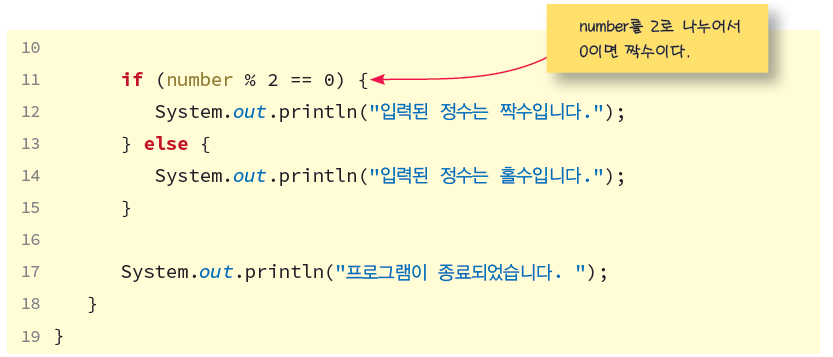 number를 2로 나누어서
0이면 짝수이다.
10
11 if (number % 2 == 0) {
12 System.out.println("입력된 정수는 짝수입니다.");
13 } else {
14 System.out.println("입력된 정수는 홀수입니다.");
15 }
16
17 System.out.println("프로그램이 종료되었습니다. ");
18 }
19 }